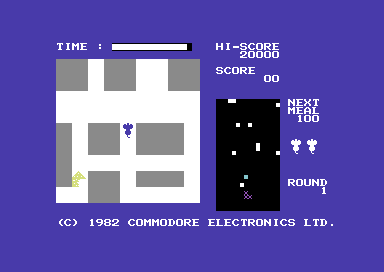 TIME :
HI-SCORE
20000
SCORE
00
NEXT
MEAL
100
ROUND
1
(C) 1982 COMMODORE ELECTRONICS LTD.